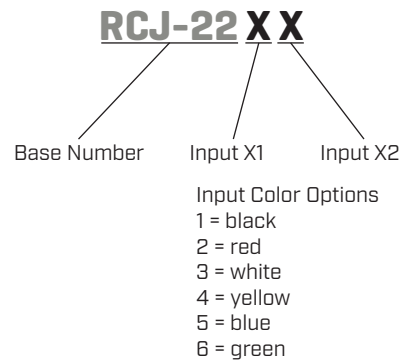 RCJ-22 X X
Base Number Input X1 Input X2
Input Color Options
1 = black
2 = red
3 = white
4 = yellow
5 = blue
6 = green